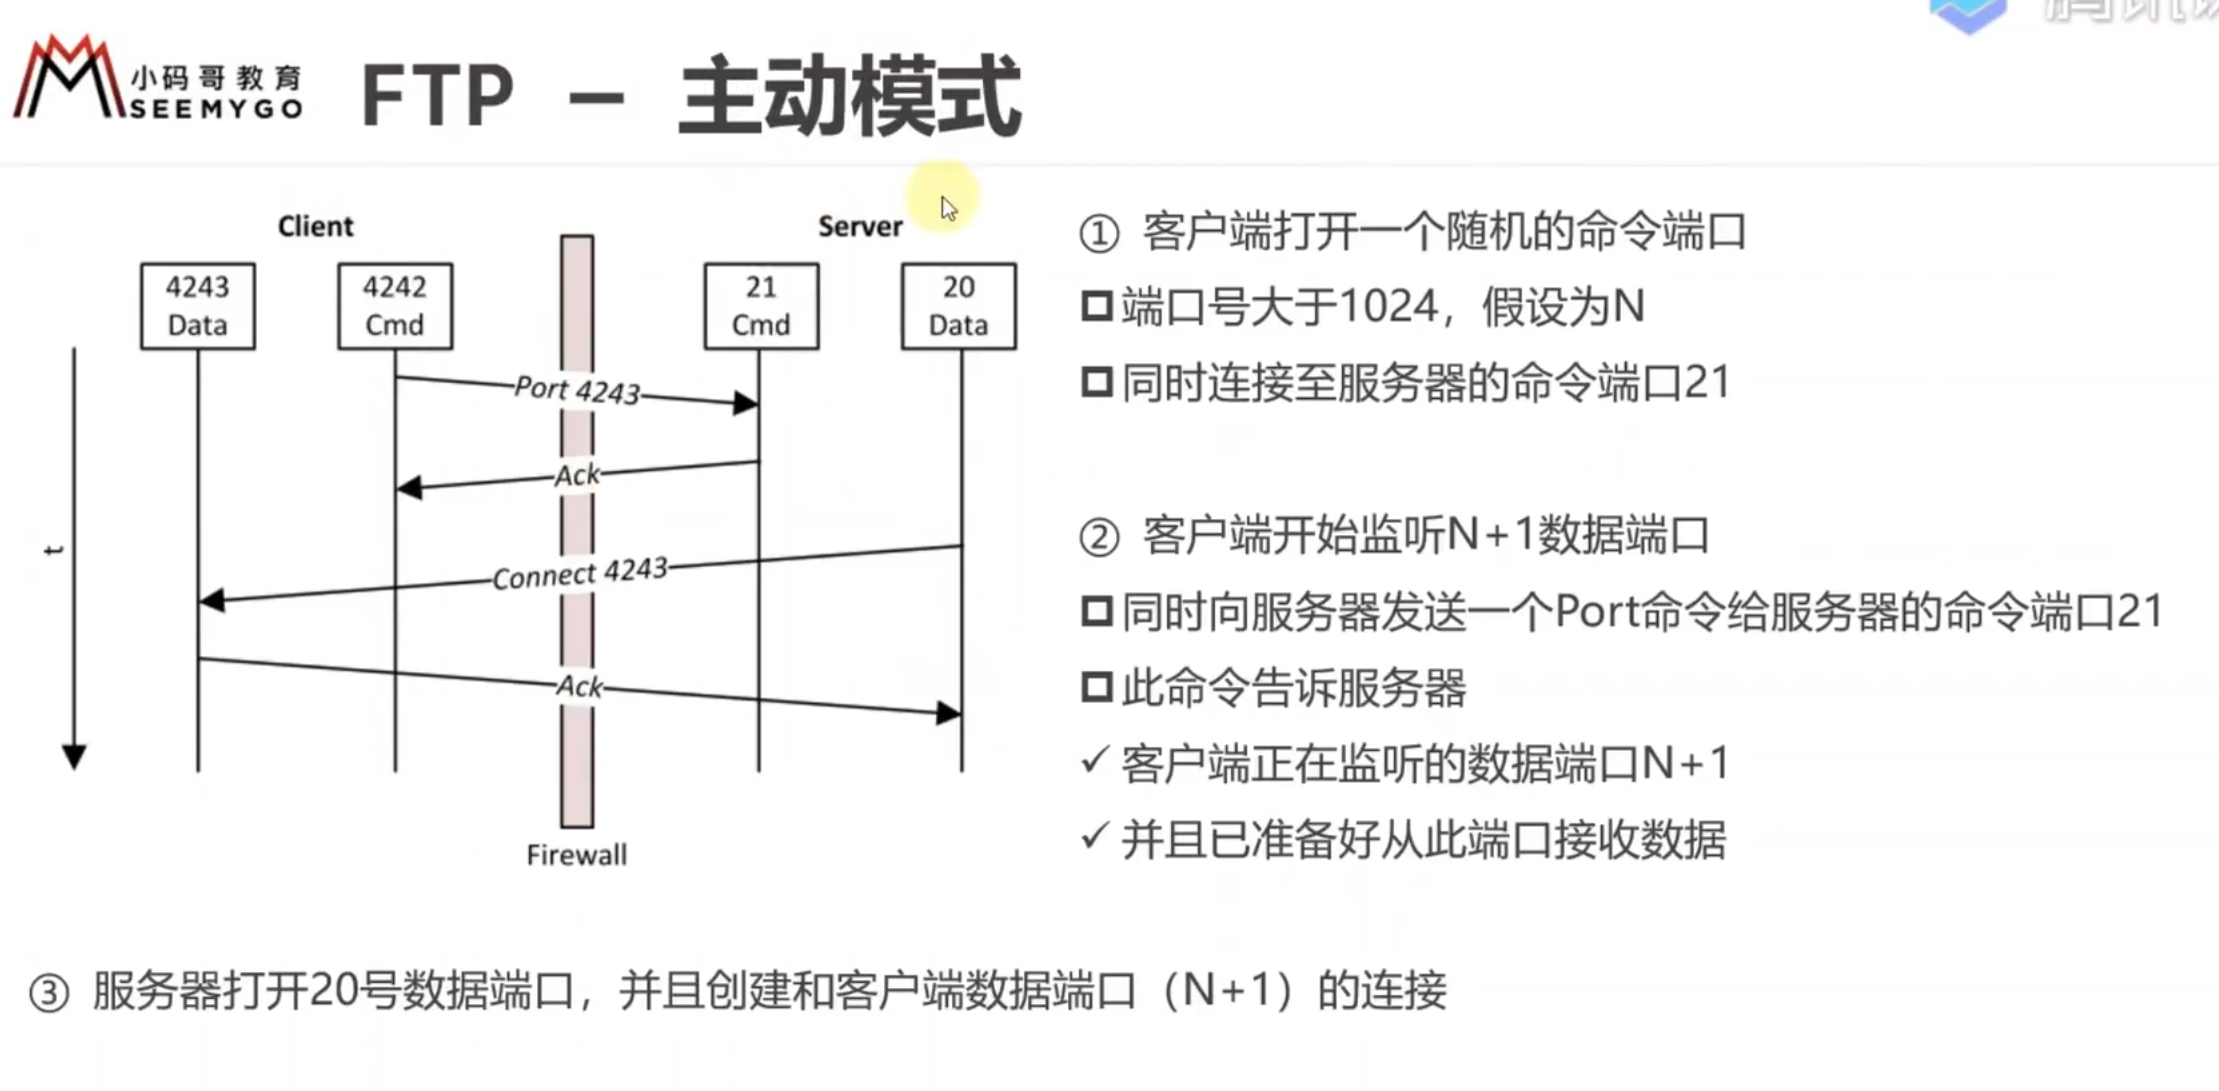 小码哥教育
SEEMYGO
FTP - 主动模式
Client
Server
4243
Data
4242
Cmd
21
Cmd
20
Data
Port 4243
Ack
Connect 4243
Ack
t
Firewall
① 客户端打开一个随机的命令端口
端口号大于1024，假设为N
同时连接至服务器的命令端口21
② 客户端开始监听N+1数据端口
同时向服务器发送一个Port命令给服务器的命令端口21
此命令告诉服务器
✓ 客户端正在监听的数据端口N+1
✓ 并且已准备好从此端口接收数据
③ 服务器打开20号数据端口，并且创建和客户端数据端口（N+1）的连接